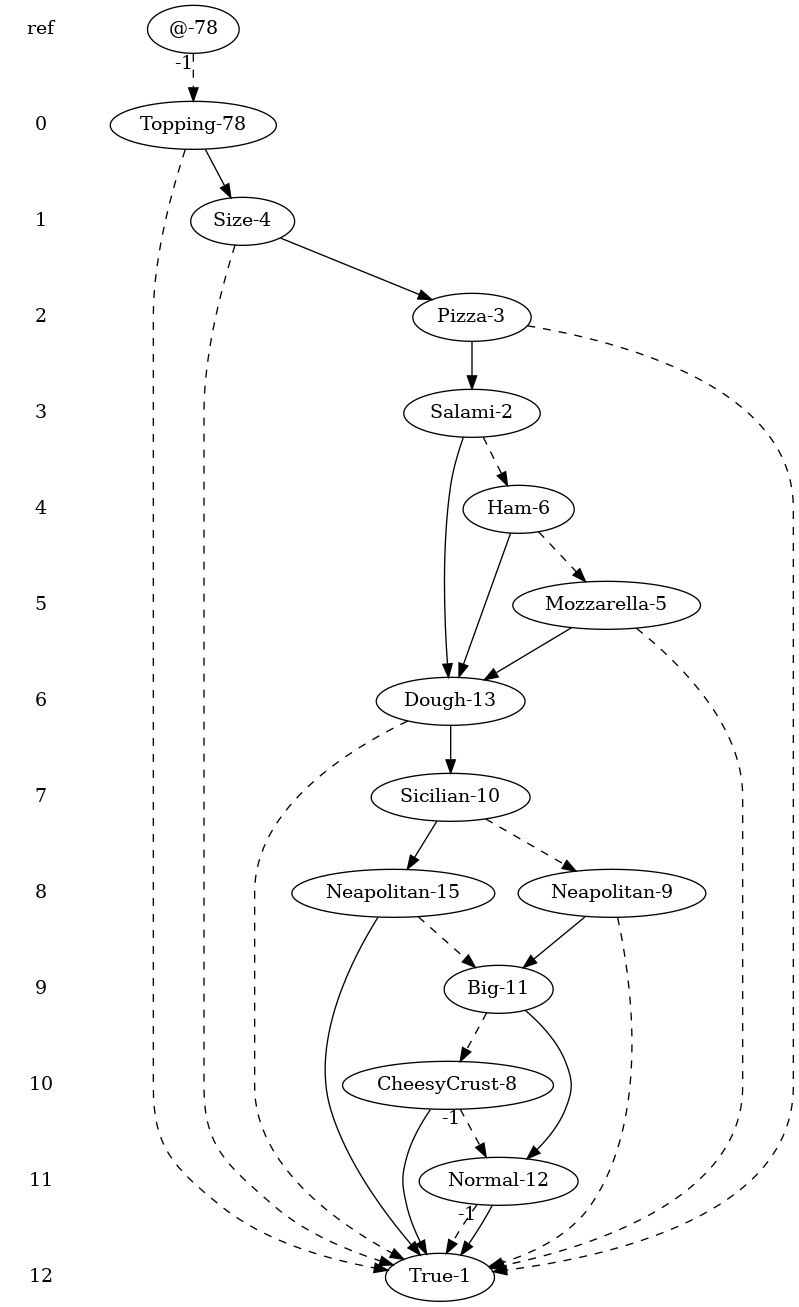 ref @-78
-1
0 Topping-78
1 Size-4
2 Pizza-3
3 Salami-2
4 Ham-6
5 Mozzarella-5
6 Dough-13
7 Sicilian-10
8 Neapolitan-15 Neapolitan-9
9 Big-11
10 CheesyCrust-8
-1
11 Normal-12
-1
12 True-1